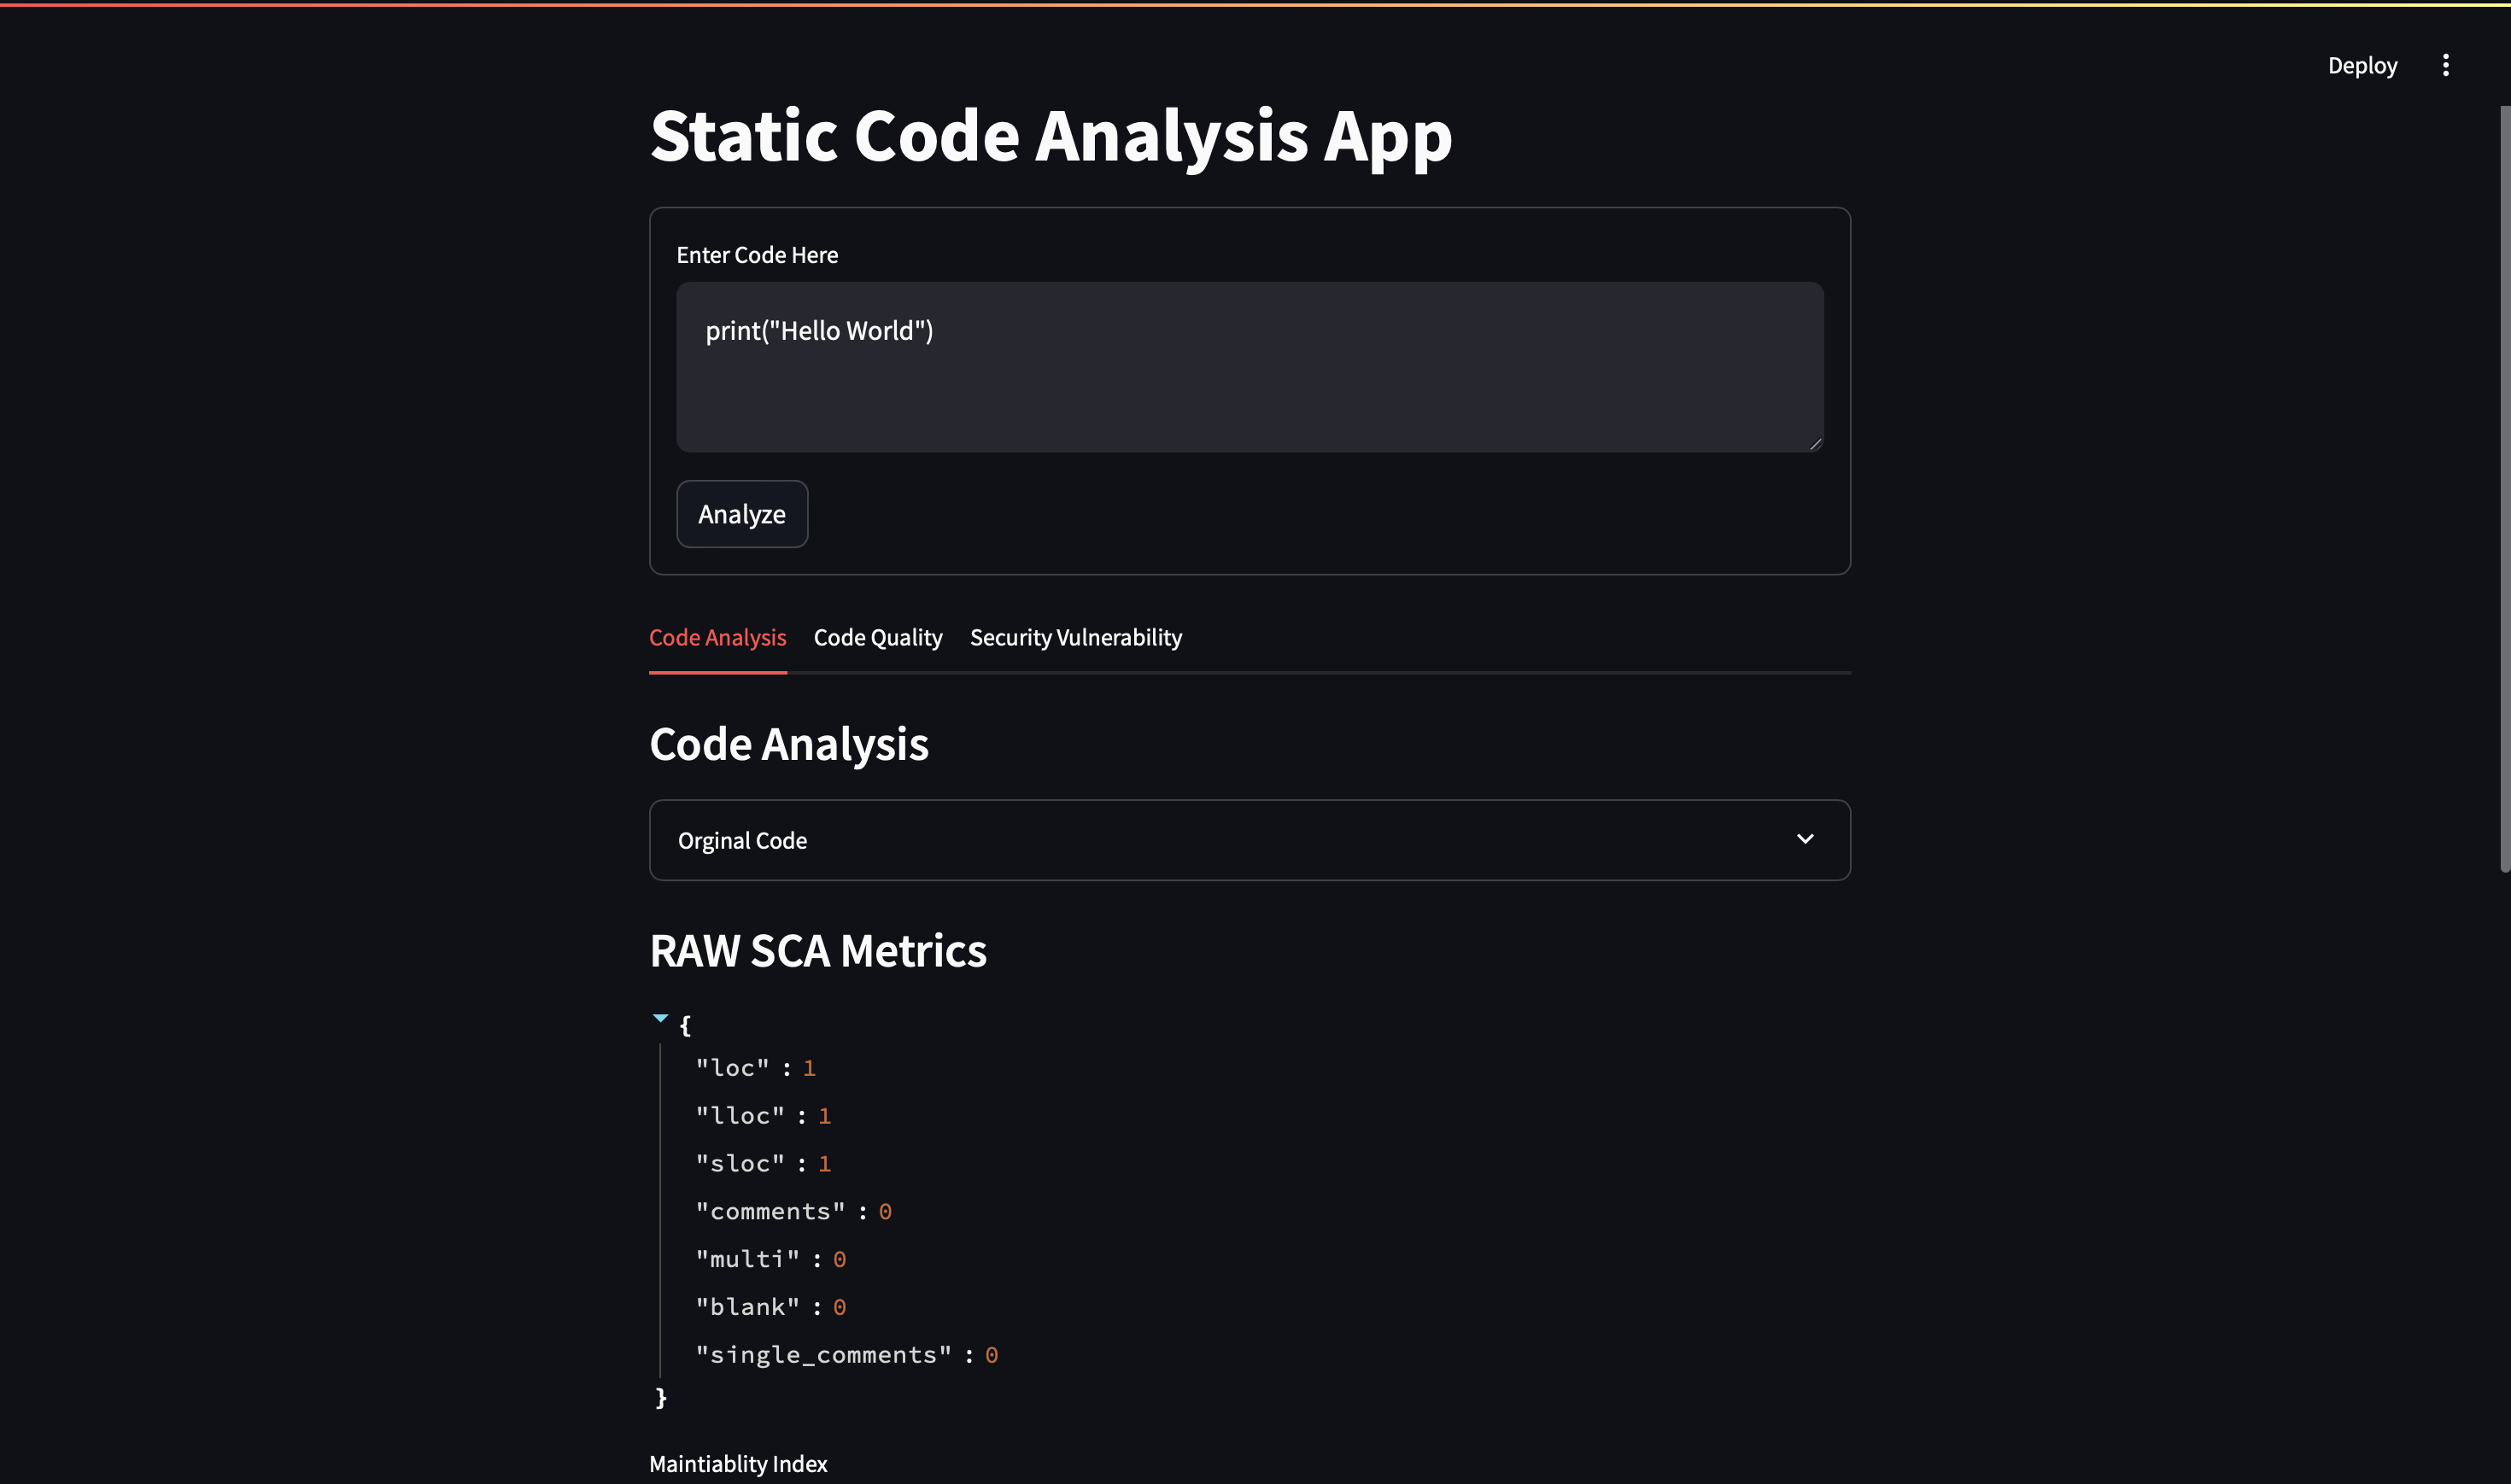 Deploy
Static Code Analysis App
Enter Code Here
print("Hello World")
Analyze
Code Analysis Code Quality Security Vulnerability
Code Analysis
Orginal Code
RAW SCA Metrics
{
"loc" : 1
"lloc" : 1
"sloc" : 1
"comments" : 0
"multi" : 0
"blank" : 0
"single_comments" : 0
}
Maintiablity Index